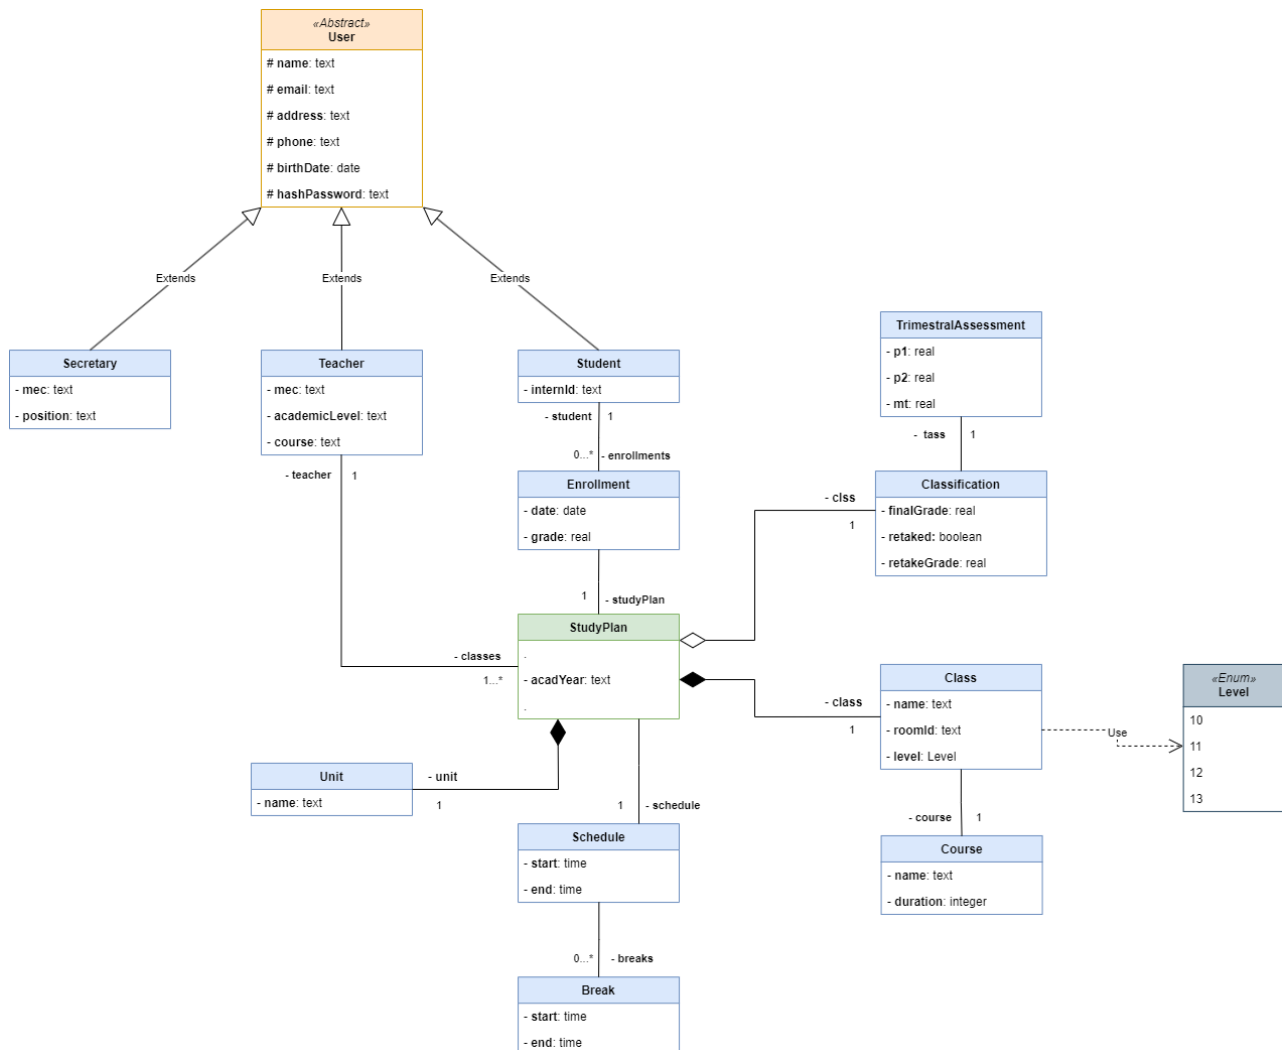 «Abstract»
User
# name: text
# email: text
# address: text
# phone: text
# birthDate: date
# hashPassword: text
Extends
Extends
Extends
Secretary
- mec: text
- position: text
Teacher
- mec: text
- academicLevel: text
- course: text
Student
- internId: text
TrimestralAssessment
- p1: real
- p2: real
- mt: real
- student 1
- tass 1
0...* - enrollments
- teacher 1
Enrollment
- date: date
- grade: real
Classification
- finalGrade: real
- retaked: boolean
- retakeGrade: real
- clss
1
1 - studyPlan
StudyPlan
-
- acadYear: text
-
- classes
1...*
- class
1
Class
- name: text
- roomId: text
- level: Level
Use
«Enum»
Level
10
11
12
13
Unit
- name: text
- unit
1
1 - schedule
- course 1
Schedule
- start: time
- end: time
Course
- name: text
- duration: integer
0...* - breaks
Break
- start: time
- end: time